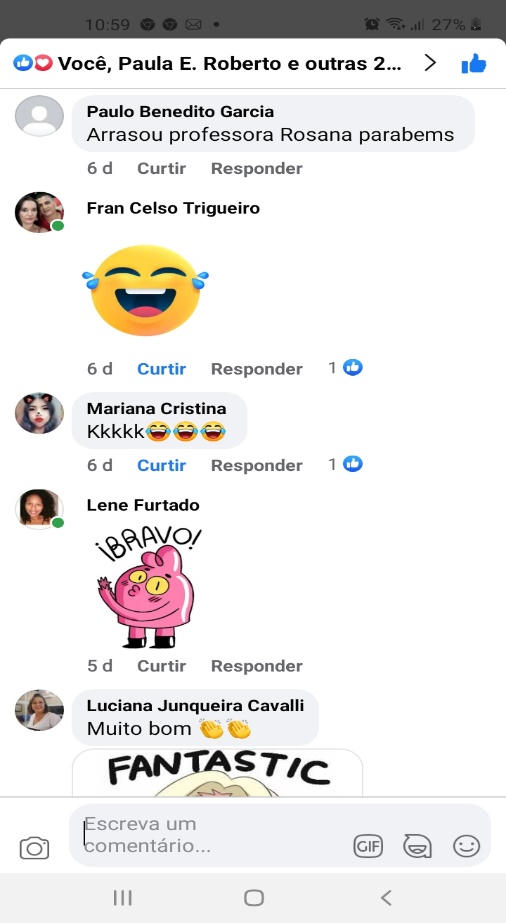 10:59
27%
Você, Paula E. Roberto e outras 2...
Paulo Benedito Garcia
Arrasou professora Rosana parabems
6 d Curtir Responder
Fran Celso Trigueiro
6 d Curtir Responder 1
Mariana Cristina
Kkkkk😂😂😂
6 d Curtir Responder 1
Lene Furtado
¡BRAVO!
5 d Curtir Responder
Luciana Junqueira Cavalli
Muito bom 👏👏
FANTASTIC
Escreva um
comentário...
GIF